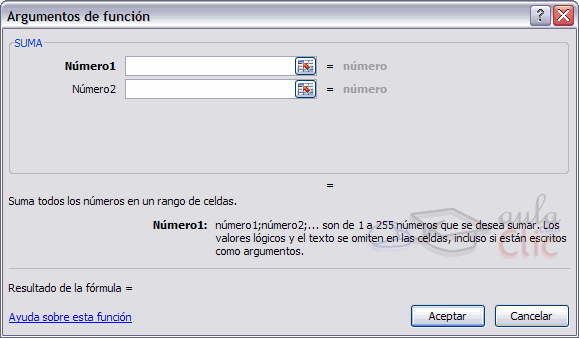 Argumentos de función
SUMA
Número1 = número
Número2 = número
=
Suma todos los números en un rango de celdas.
Número1: número1;número2;... son de 1 a 255 números que se desea sumar. Los
valores lógicos y el texto se omiten en las celdas, incluso si están escritos
como argumentos.
aula
clic
Resultado de la fórmula =
Ayuda sobre esta función
Aceptar
Cancelar